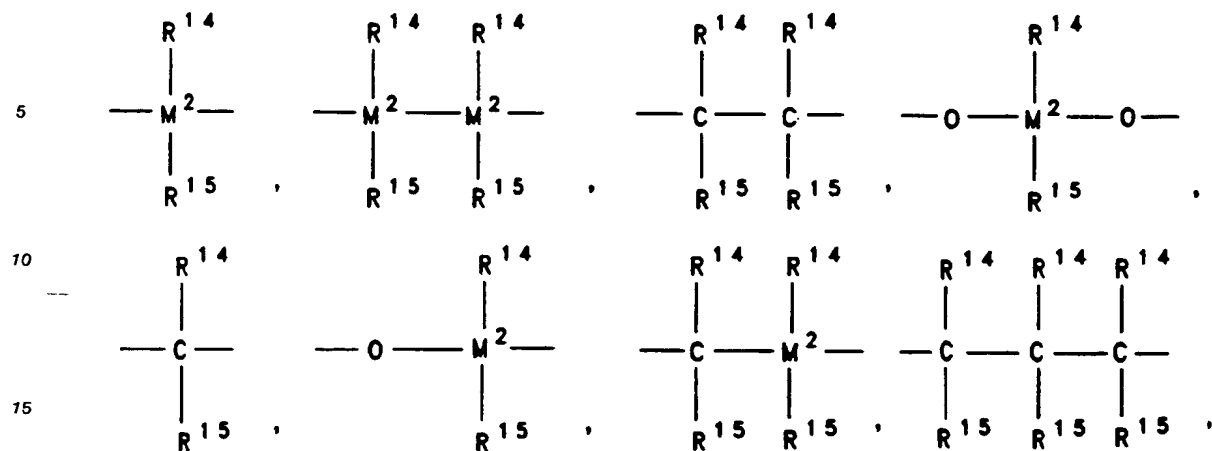 R¹⁴ R¹⁴ R¹⁴ R¹⁴ R¹⁴ R¹⁴
5 —M²— —M²—M²— —C—C— —O—M²—O—
R¹⁵ , R¹⁵ R¹⁵ , R¹⁵ R¹⁵ , R¹⁵ ,
10 R¹⁴ R¹⁴ R¹⁴ R¹⁴ R¹⁴ R¹⁴ R¹⁴
—C— —O—M²— —C—M²— —C—C—C—
15 R¹⁵ , R¹⁵ , R¹⁵ R¹⁵ , R¹⁵ R¹⁵ R¹⁵ ,